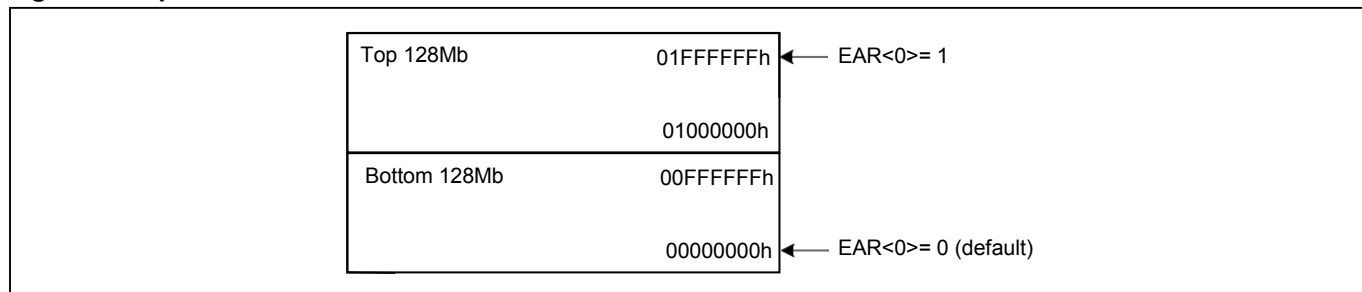 Top 128Mb 01FFFFFFh EAR<0>= 1
01000000h
Bottom 128Mb 00FFFFFFh
00000000h EAR<0>= 0 (default)